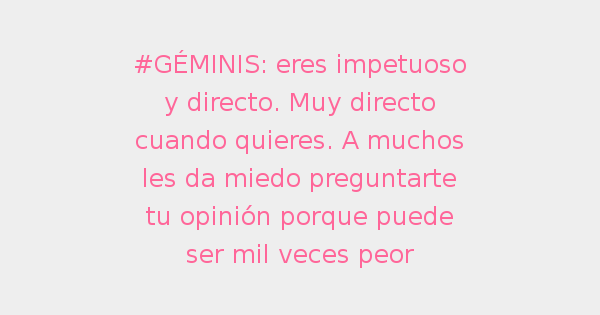 #GÉMINIS: eres impetuoso
y directo. Muy directo
cuando quieres. A muchos
les da miedo preguntarte
tu opinión porque puede
ser mil veces peor